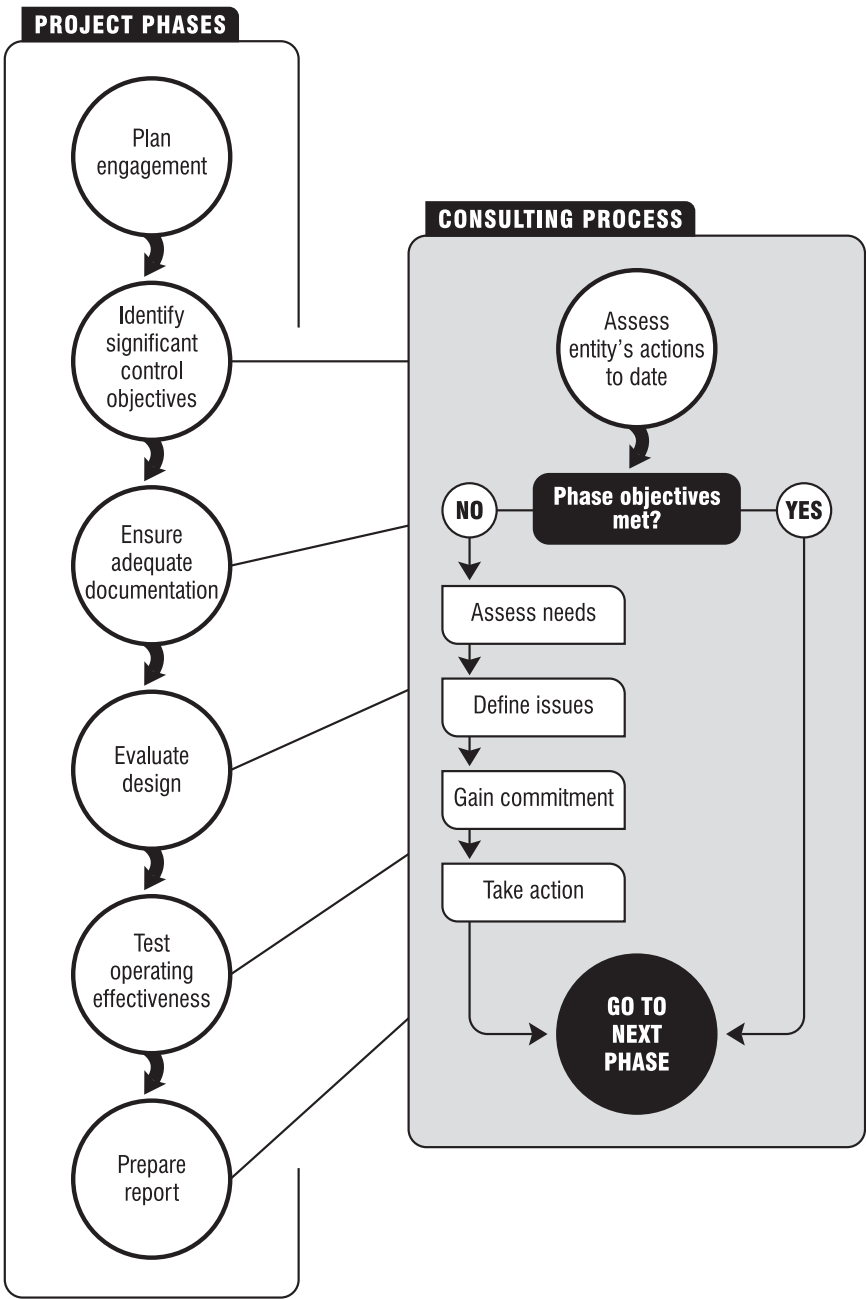 PROJECT PHASES
Plan
engagement
Identify
significant
control
objectives
Ensure
adequate
documentation
Evaluate
design
Test
operating
effectiveness
Prepare
report
CONSULTING PROCESS
Assess
entity’s actions
to date
Phase objectives
met?
NO
YES
Assess needs
Define issues
Gain commitment
Take action
GO TO
NEXT
PHASE